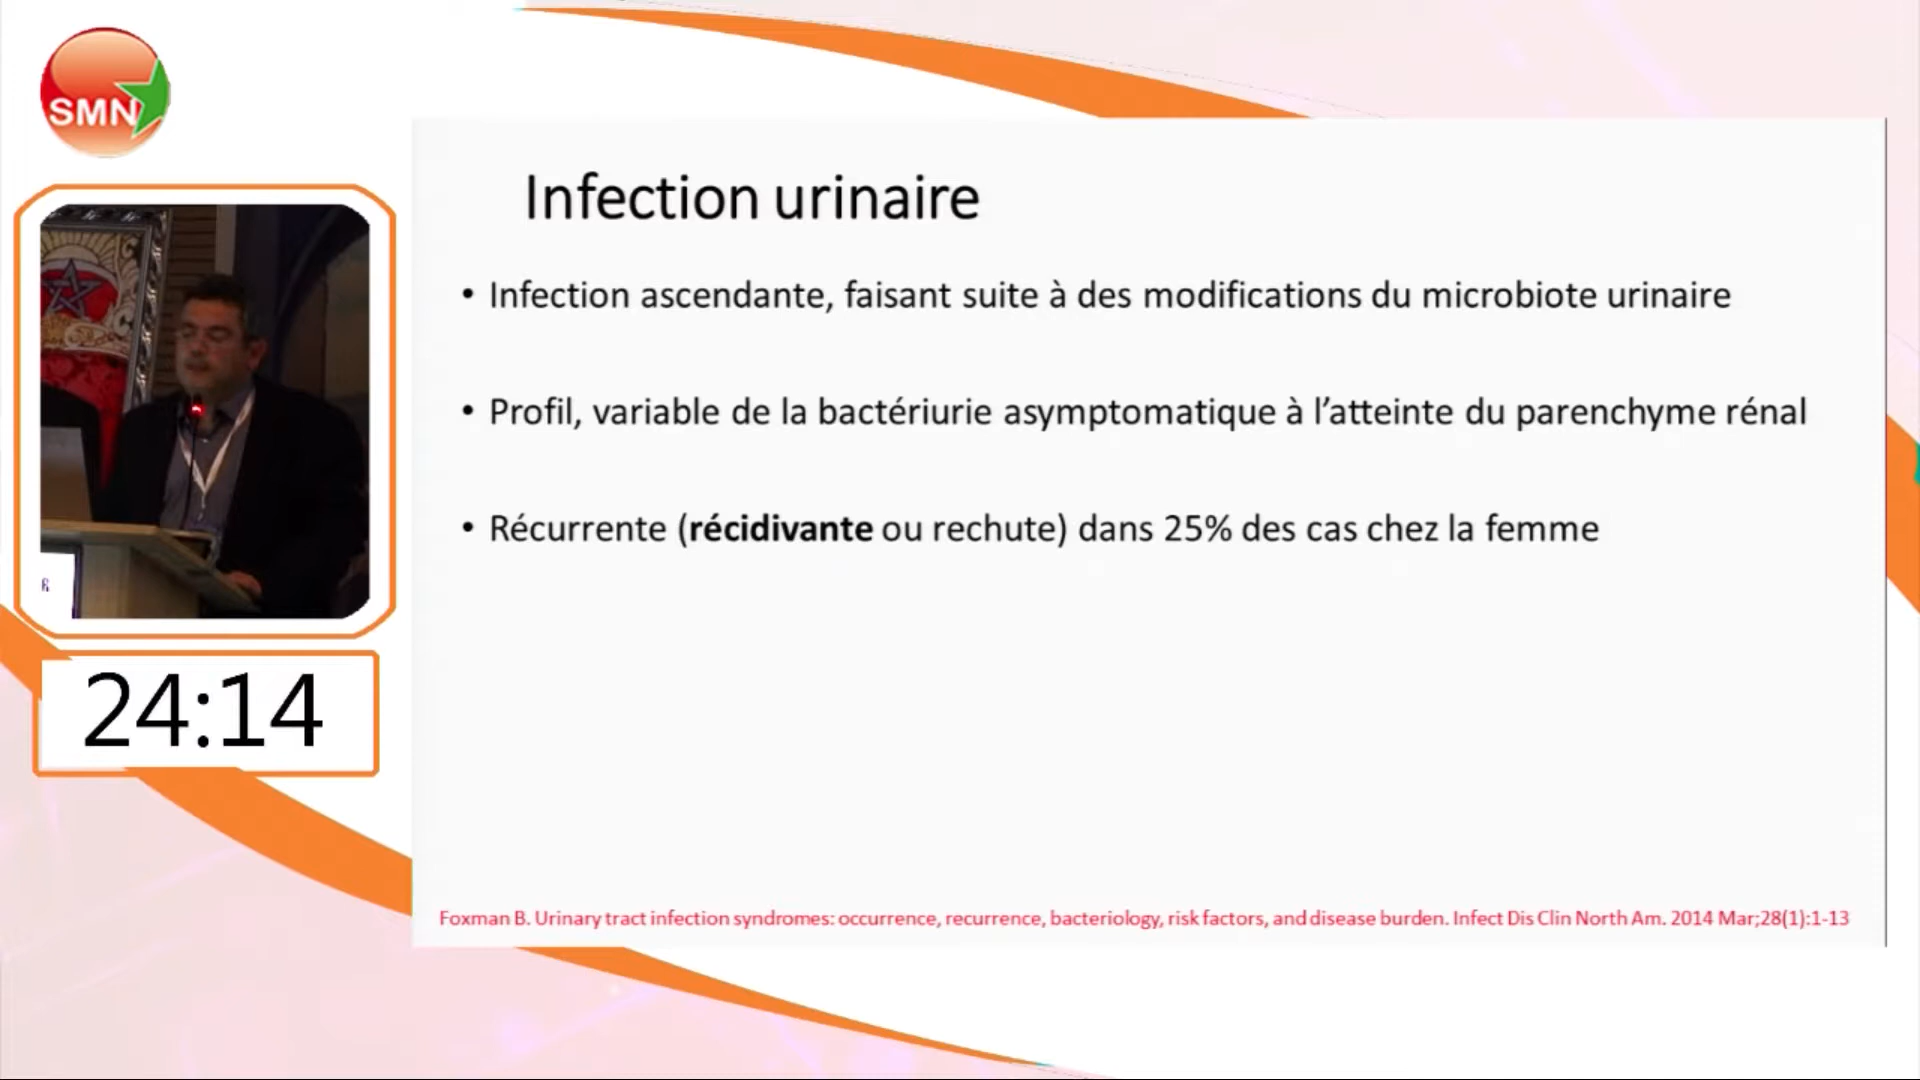 SMN
24:14
Infection urinaire
• Infection ascendante, faisant suite à des modifications du microbiote urinaire
• Profil, variable de la bactériurie asymptomatique à l’atteinte du parenchyme rénal
• Récurrente (récidivante ou rechute) dans 25% des cas chez la femme
Foxman B. Urinary tract infection syndromes: occurrence, recurrence, bacteriology, risk factors, and disease burden. Infect Dis Clin North Am. 2014 Mar;28(1):1-13